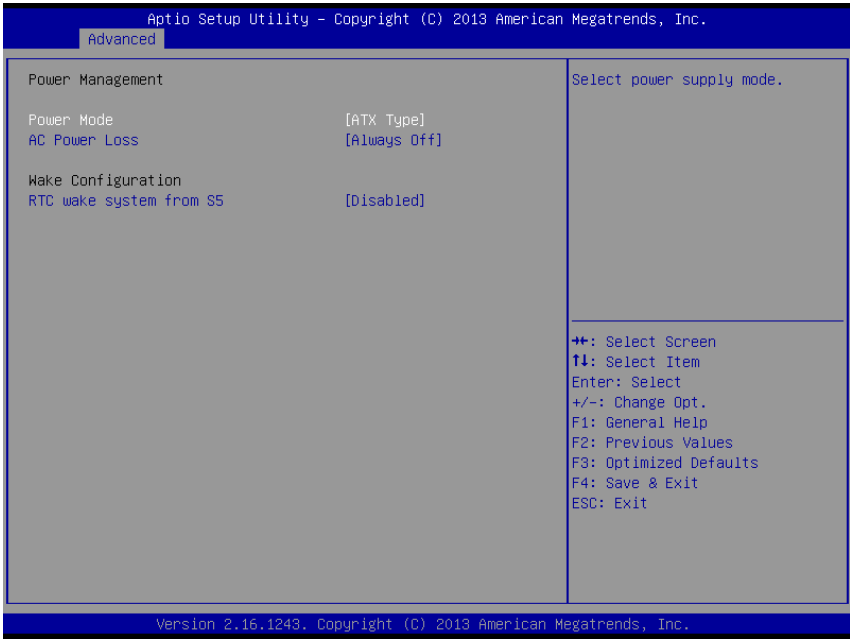 Aptio Setup Utility – Copyright (C) 2013 American Megatrends, Inc.
Advanced
Power Management
Power Mode [ATX Type]
AC Power Loss [Always Off]
Wake Configuration
RTC wake system from S5 [Disabled]
Select power supply mode.
→←: Select Screen
↑↓: Select Item
Enter: Select
+/-: Change Opt.
F1: General Help
F2: Previous Values
F3: Optimized Defaults
F4: Save & Exit
ESC: Exit
Version 2.16.1243. Copyright (C) 2013 American Megatrends, Inc.